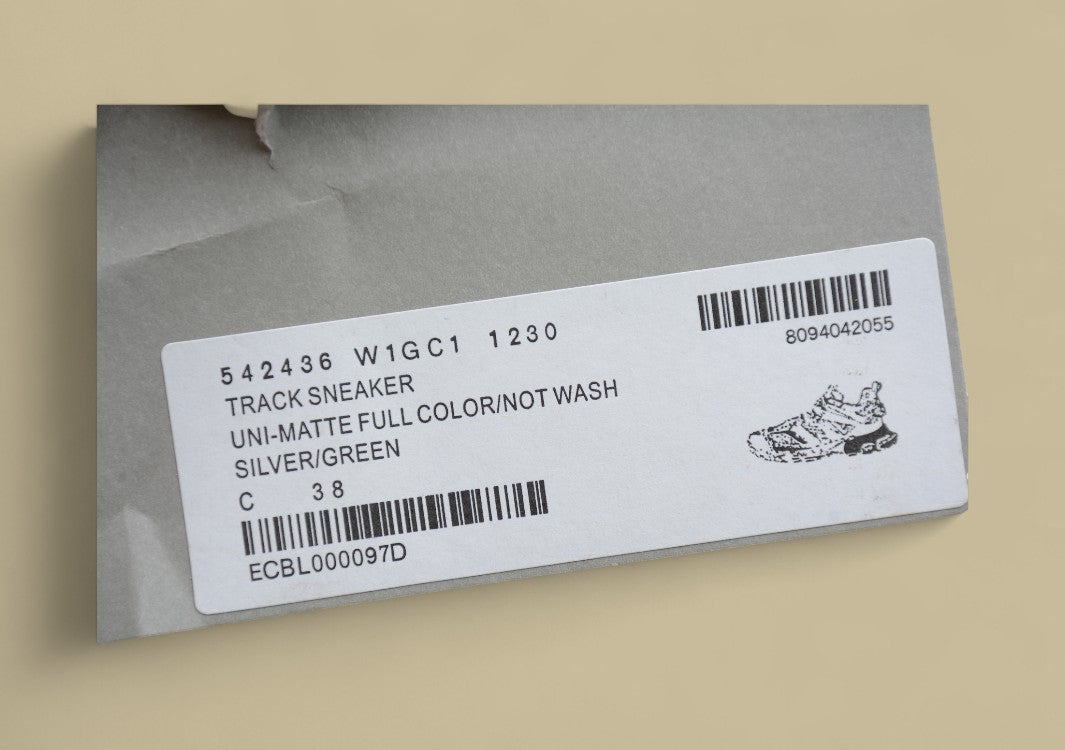 542436 W1GC1 1230
TRACK SNEAKER
UNI-MATTE FULL COLOR/NOT WASH
SILVER/GREEN
C 38
ECBL000097D
8094042055